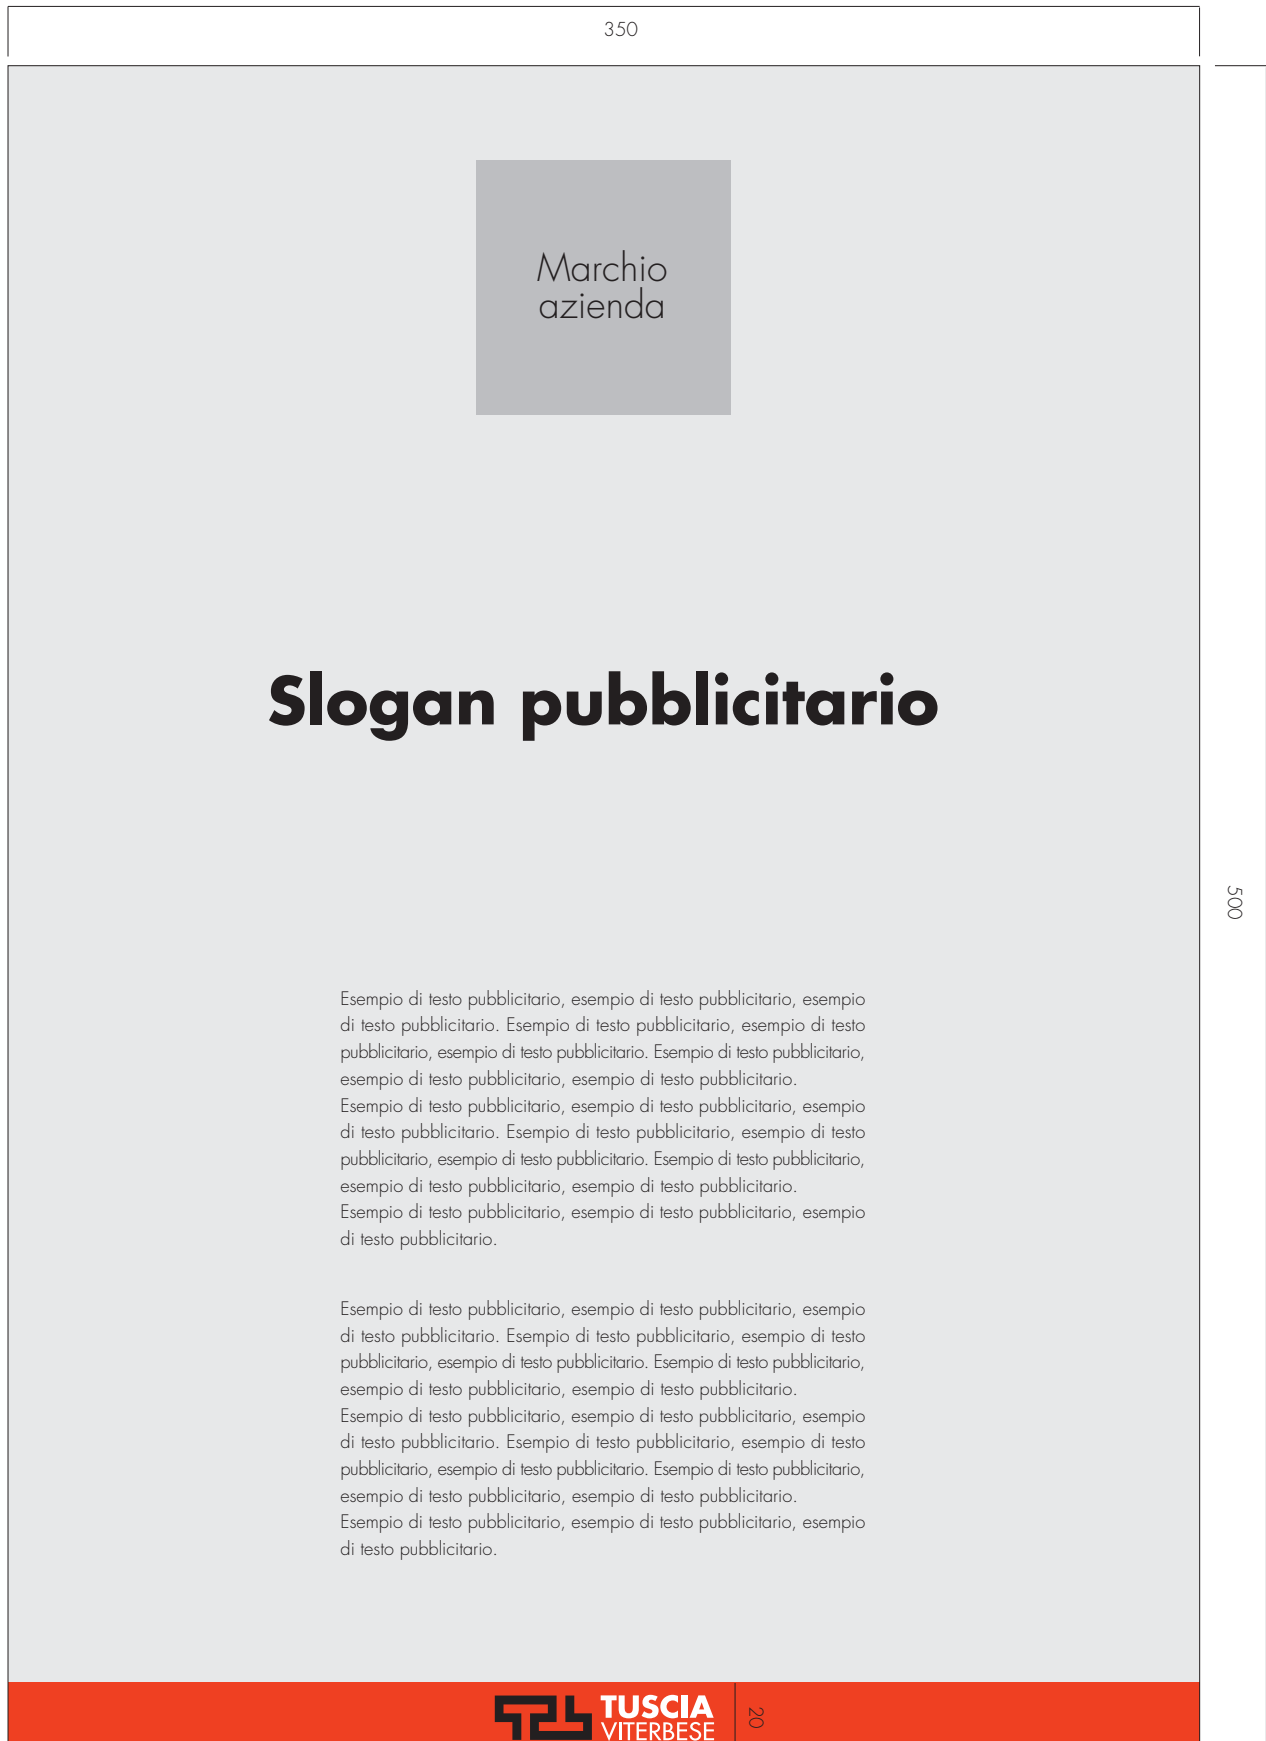 350
Marchio
azienda
Slogan pubblicitario
500
Esempio di testo pubblicitario, esempio di testo pubblicitario, esempio
di testo pubblicitario. Esempio di testo pubblicitario, esempio di testo
pubblicitario, esempio di testo pubblicitario. Esempio di testo pubblicitario,
esempio di testo pubblicitario, esempio di testo pubblicitario.
Esempio di testo pubblicitario, esempio di testo pubblicitario, esempio
di testo pubblicitario. Esempio di testo pubblicitario, esempio di testo
pubblicitario, esempio di testo pubblicitario. Esempio di testo pubblicitario,
esempio di testo pubblicitario, esempio di testo pubblicitario.
Esempio di testo pubblicitario, esempio di testo pubblicitario, esempio
di testo pubblicitario.
Esempio di testo pubblicitario, esempio di testo pubblicitario, esempio
di testo pubblicitario. Esempio di testo pubblicitario, esempio di testo
pubblicitario, esempio di testo pubblicitario. Esempio di testo pubblicitario,
esempio di testo pubblicitario, esempio di testo pubblicitario.
Esempio di testo pubblicitario, esempio di testo pubblicitario, esempio
di testo pubblicitario. Esempio di testo pubblicitario, esempio di testo
pubblicitario, esempio di testo pubblicitario. Esempio di testo pubblicitario,
esempio di testo pubblicitario, esempio di testo pubblicitario.
Esempio di testo pubblicitario, esempio di testo pubblicitario, esempio
di testo pubblicitario.
TUSCIA
VITERBESE
20